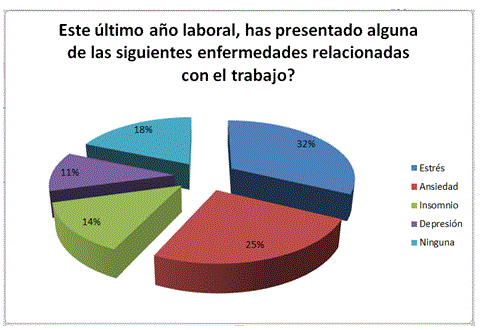 Este último año laboral, has presentado alguna
de las siguientes enfermedades relacionadas
con el trabajo?
18%
32%
11%
14%
25%
Estrés
Ansiedad
Insomnio
Depresión
Ninguna